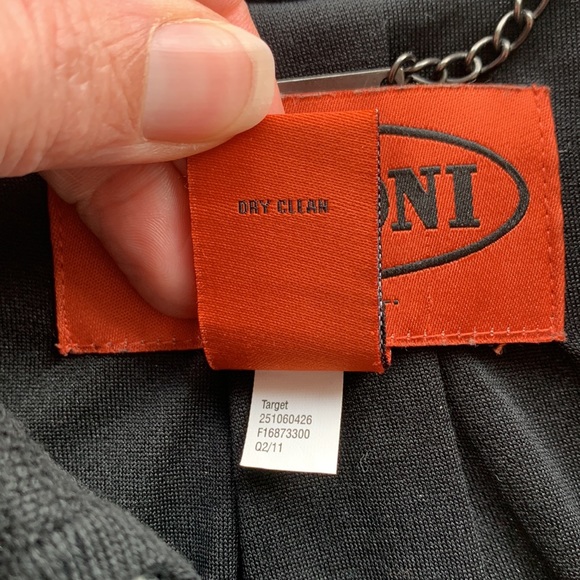 DRY CLEAN
ONI
Target
251060426
F16873300
Q2/11